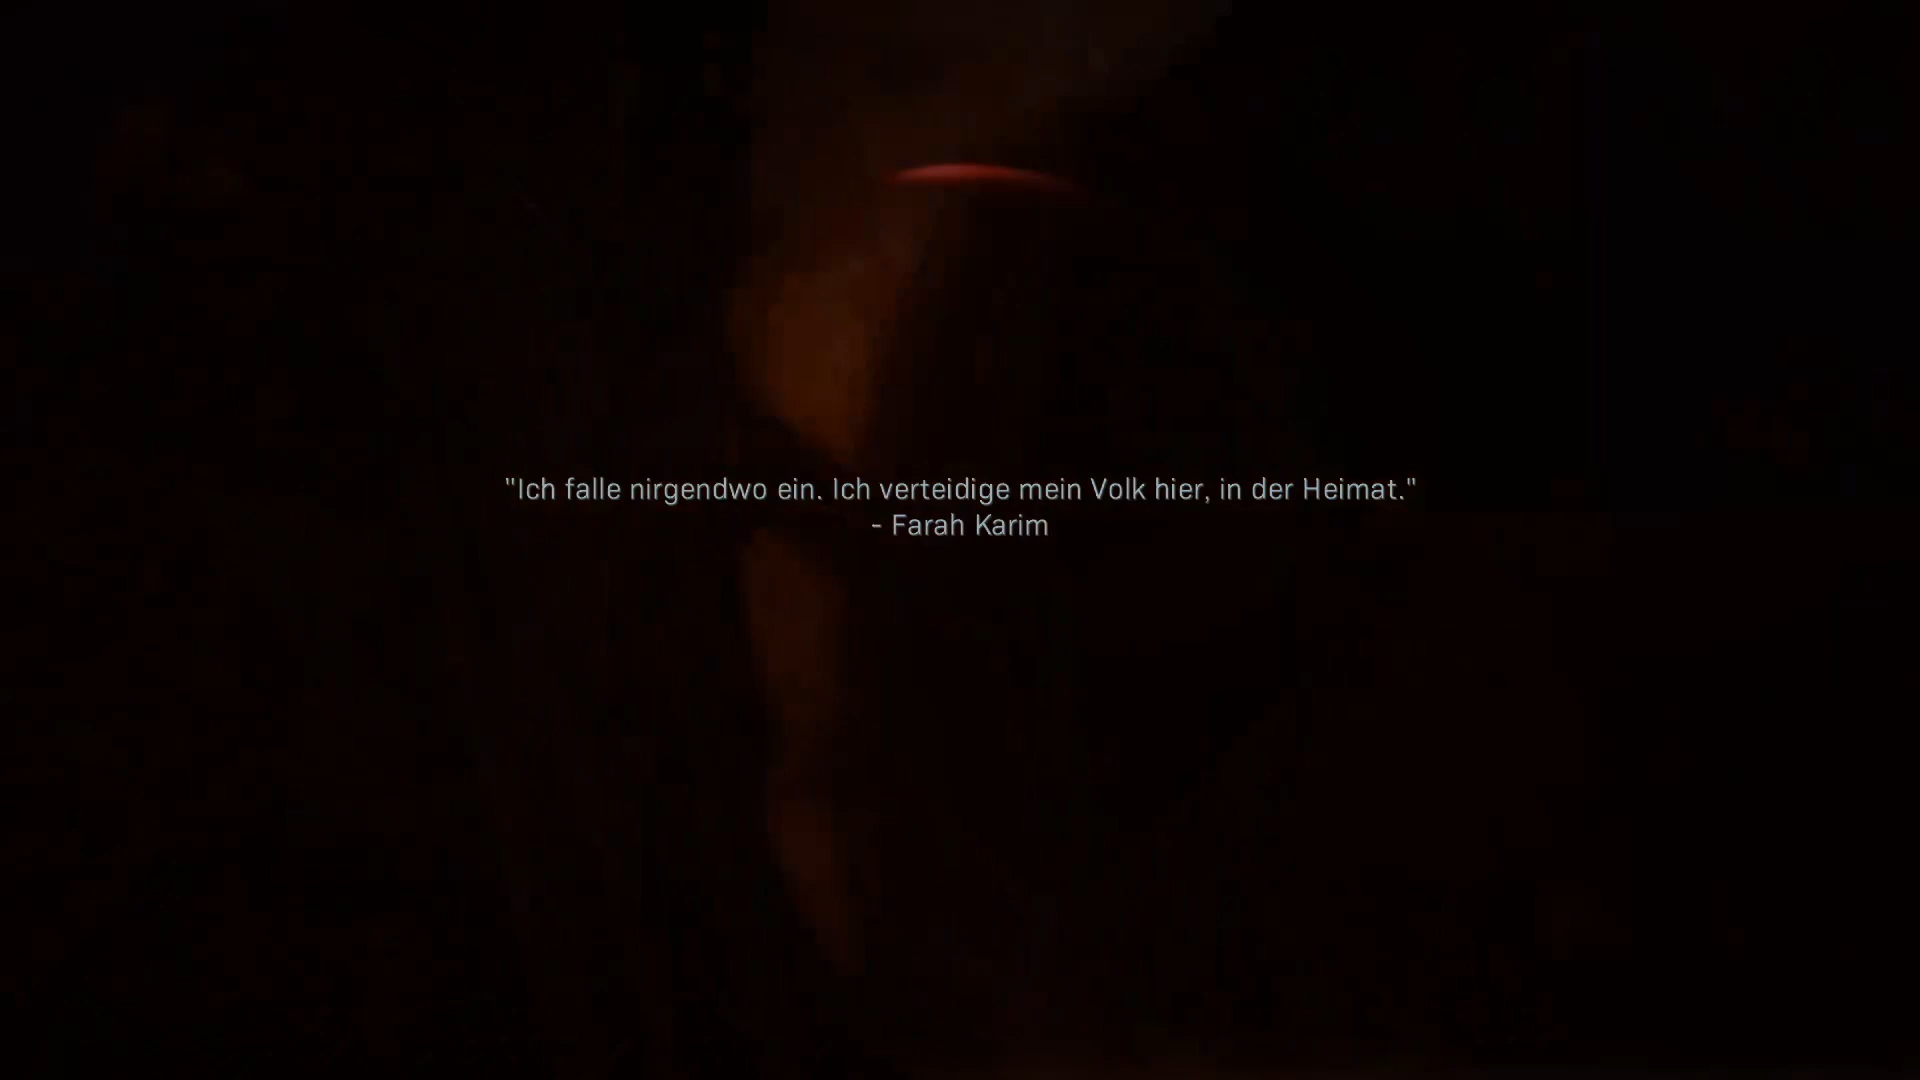 "Ich falle nirgendwo ein. Ich verteidige mein Volk hier, in der Heimat."
- Farah Karim